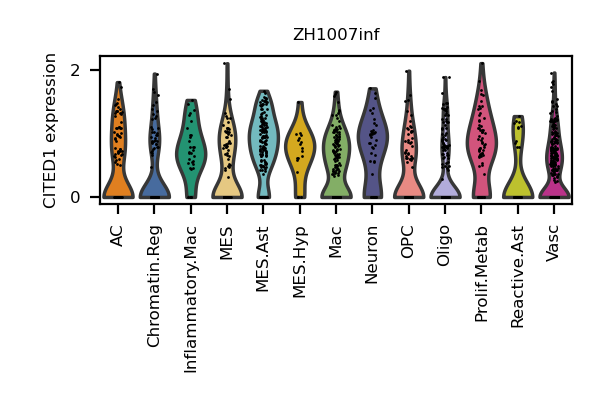 ZH1007inf
CITED1 expression
2
0
AC
Chromatin.Reg
Inflammatory.Mac
MES
MES.Ast
MES.Hyp
Mac
Neuron
OPC
Oligo
Prolif.Metab
Reactive.Ast
Vasc